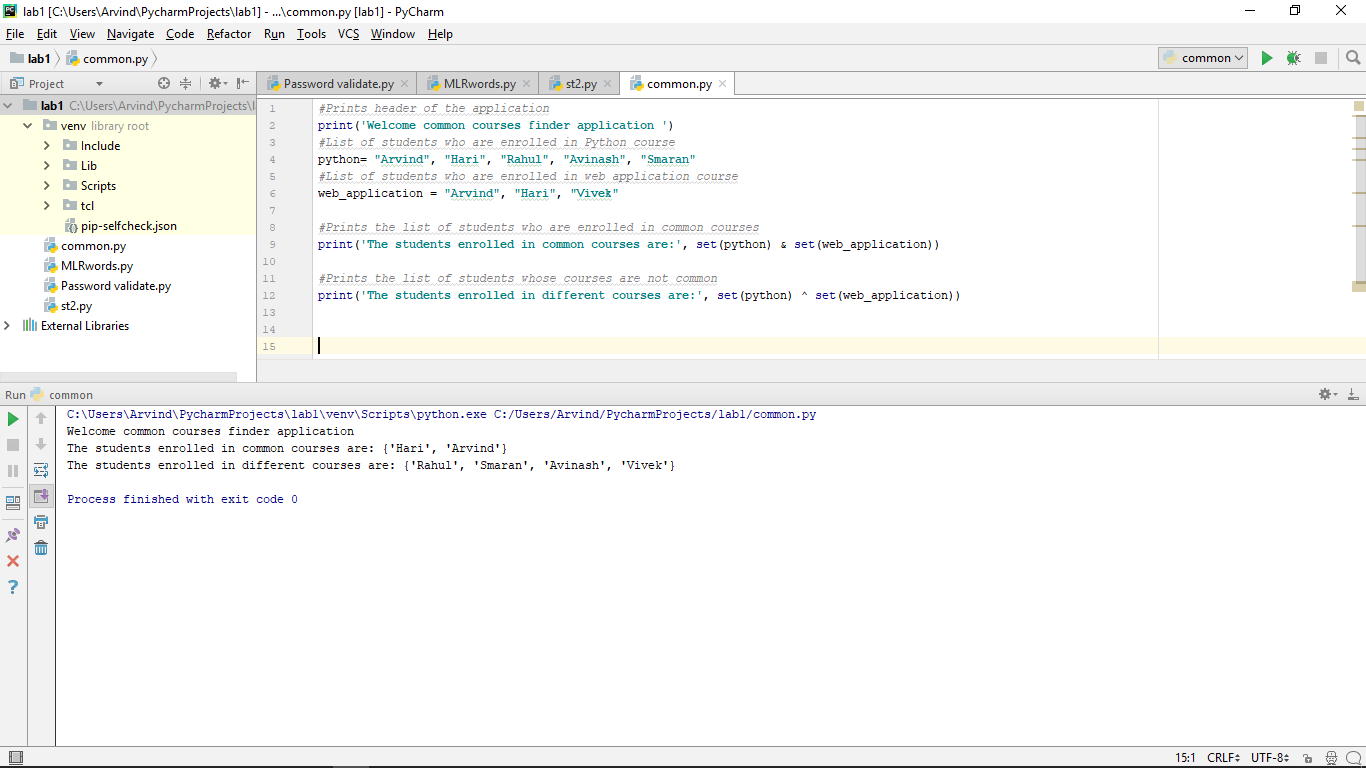 lab1 [C:\Users\Arvind\PycharmProjects\lab1] - ...\common.py [lab1] - PyCharm
File Edit View Navigate Code Refactor Run Tools VCS Window Help
lab1 common.py
common
Project
Password validate.py MLRwords.py st2.py common.py
lab1 C:\Users\Arvind\PycharmProjects\l
venv library root
Include
Lib
Scripts
tcl
pip-selfcheck.json
common.py
MLRwords.py
Password validate.py
st2.py
External Libraries
1 #Prints header of the application
2 print('Welcome common courses finder application ')
3 #List of students who are enrolled in Python course
4 python= "Arvind", "Hari", "Rahul", "Avinash", "Smaran"
5 #List of students who are enrolled in web application course
6 web_application = "Arvind", "Hari", "Vivek"
7
8 #Prints the list of students who are enrolled in common courses
9 print('The students enrolled in common courses are:', set(python) & set(web_application))
10
11 #Prints the list of students whose courses are not common
12 print('The students enrolled in different courses are:', set(python) ^ set(web_application))
13
14
15
Run common
C:\Users\Arvind\PycharmProjects\lab1\venv\Scripts\python.exe C:/Users/Arvind/PycharmProjects/lab1/common.py
Welcome common courses finder application
The students enrolled in common courses are: {'Hari', 'Arvind'}
The students enrolled in different courses are: {'Rahul', 'Smaran', 'Avinash', 'Vivek'}
Process finished with exit code 0
15:1 CRLF UTF-8